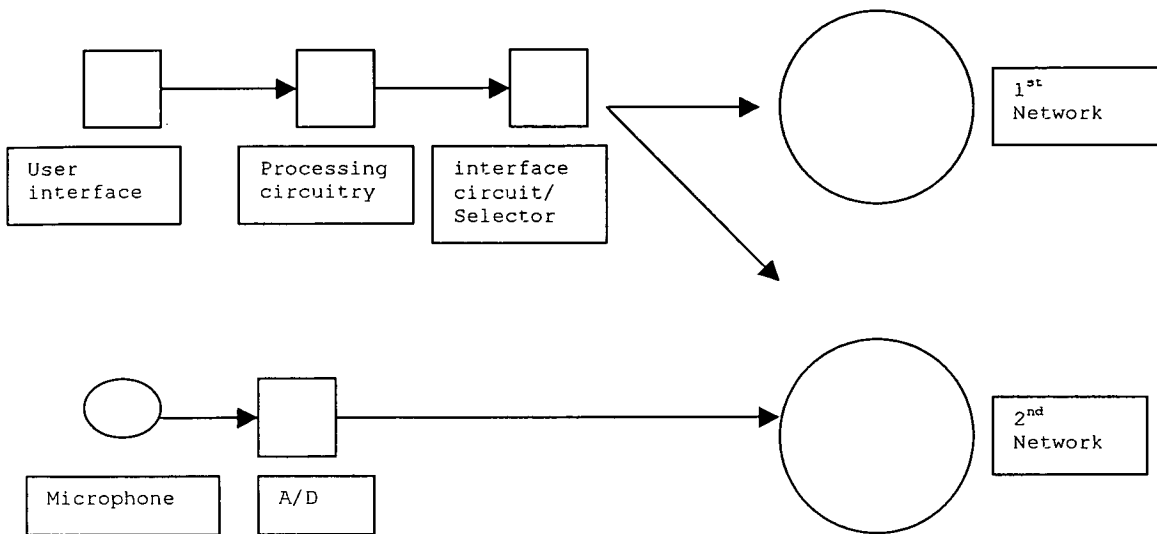 1st
Network
User
interface
Processing
circuitry
interface
circuit/
Selector
2nd
Network
Microphone
A/D